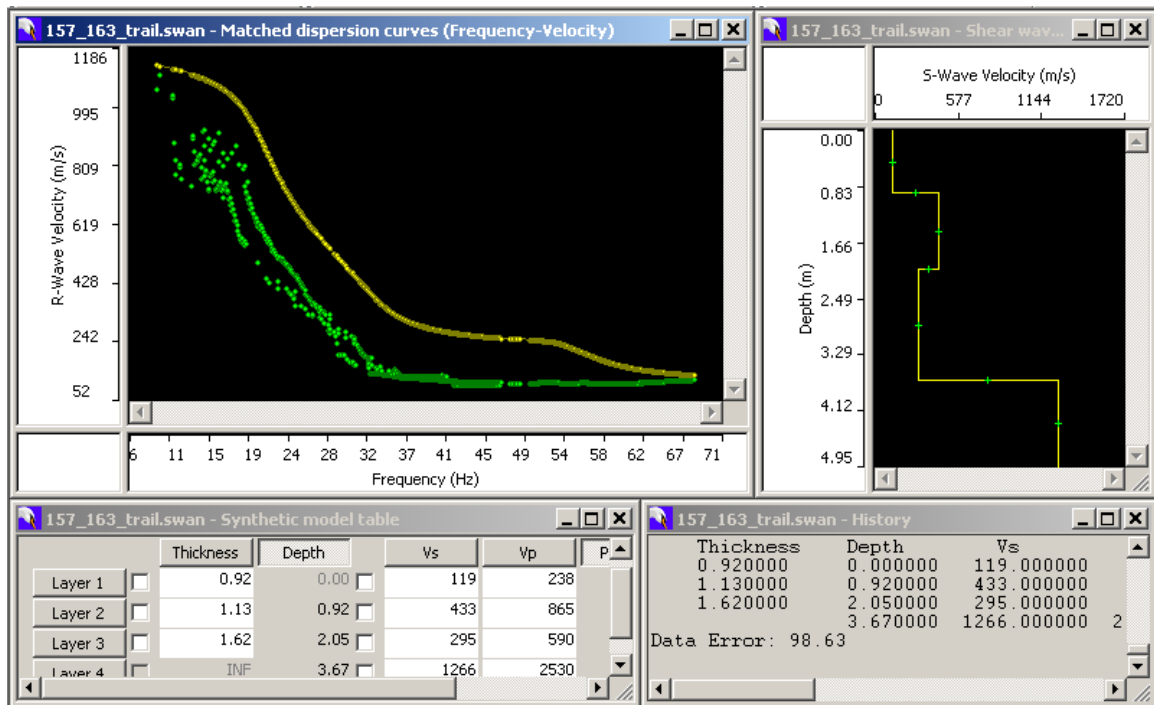 157_163_trail.swan - Matched dispersion curves (Frequency-Velocity)
1186
995
809
619
428
242
52
R-Wave Velocity (m/s)
6 11 15 19 24 28 32 37 41 45 49 54 58 62 67 71
Frequency (Hz)
157_163_trail.swan - Shear wav...
S-Wave Velocity (m/s)
0 577 1144 1720
0.00
0.83
1.66
2.49
3.29
4.12
4.95
Depth (m)
157_163_trail.swan - Synthetic model table
Thickness Depth Vs Vp P
Layer 1 0.92 0.00 119 238
Layer 2 1.13 0.92 433 865
Layer 3 1.62 2.05 295 590
Layer 4 INF 3.67 1266 2530
157_163_trail.swan - History
Thickness Depth Vs
0.920000 0.000000 119.000000
1.130000 0.920000 433.000000
1.620000 2.050000 295.000000
3.670000 1266.000000 2
Data Error: 98.63